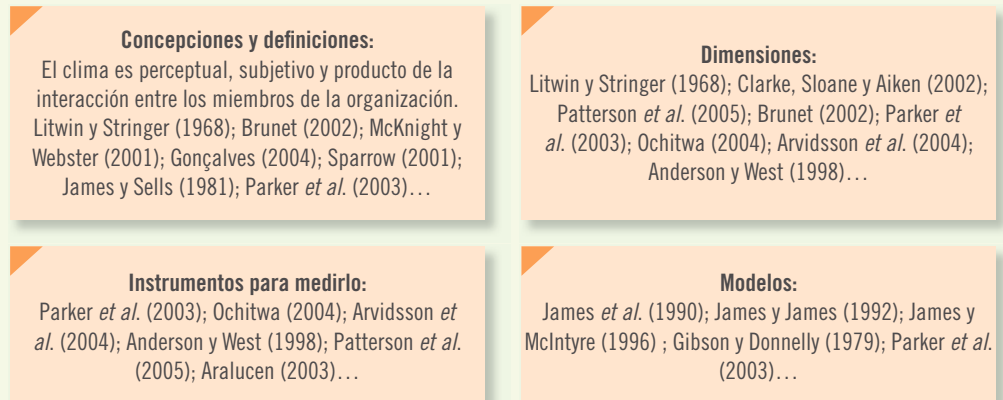 Concepciones y definiciones:
El clima es perceptual, subjetivo y producto de la
interacción entre los miembros de la organización.
Litwin y Stringer (1968); Brunet (2002); McKnight y
Webster (2001); Gonçalves (2004); Sparrow (2001);
James y Sells (1981); Parker et al. (2003)…
Dimensiones:
Litwin y Stringer (1968); Clarke, Sloane y Aiken (2002);
Patterson et al. (2005); Brunet (2002); Parker et
al. (2003); Ochitwa (2004); Arvidsson et al. (2004);
Anderson y West (1998)…
Instrumentos para medirlo:
Parker et al. (2003); Ochitwa (2004); Arvidsson et
al. (2004); Anderson y West (1998); Patterson et al.
(2005); Aralucen (2003)…
Modelos:
James et al. (1990); James y James (1992); James y
McIntyre (1996) ; Gibson y Donnelly (1979); Parker et al.
(2003)…